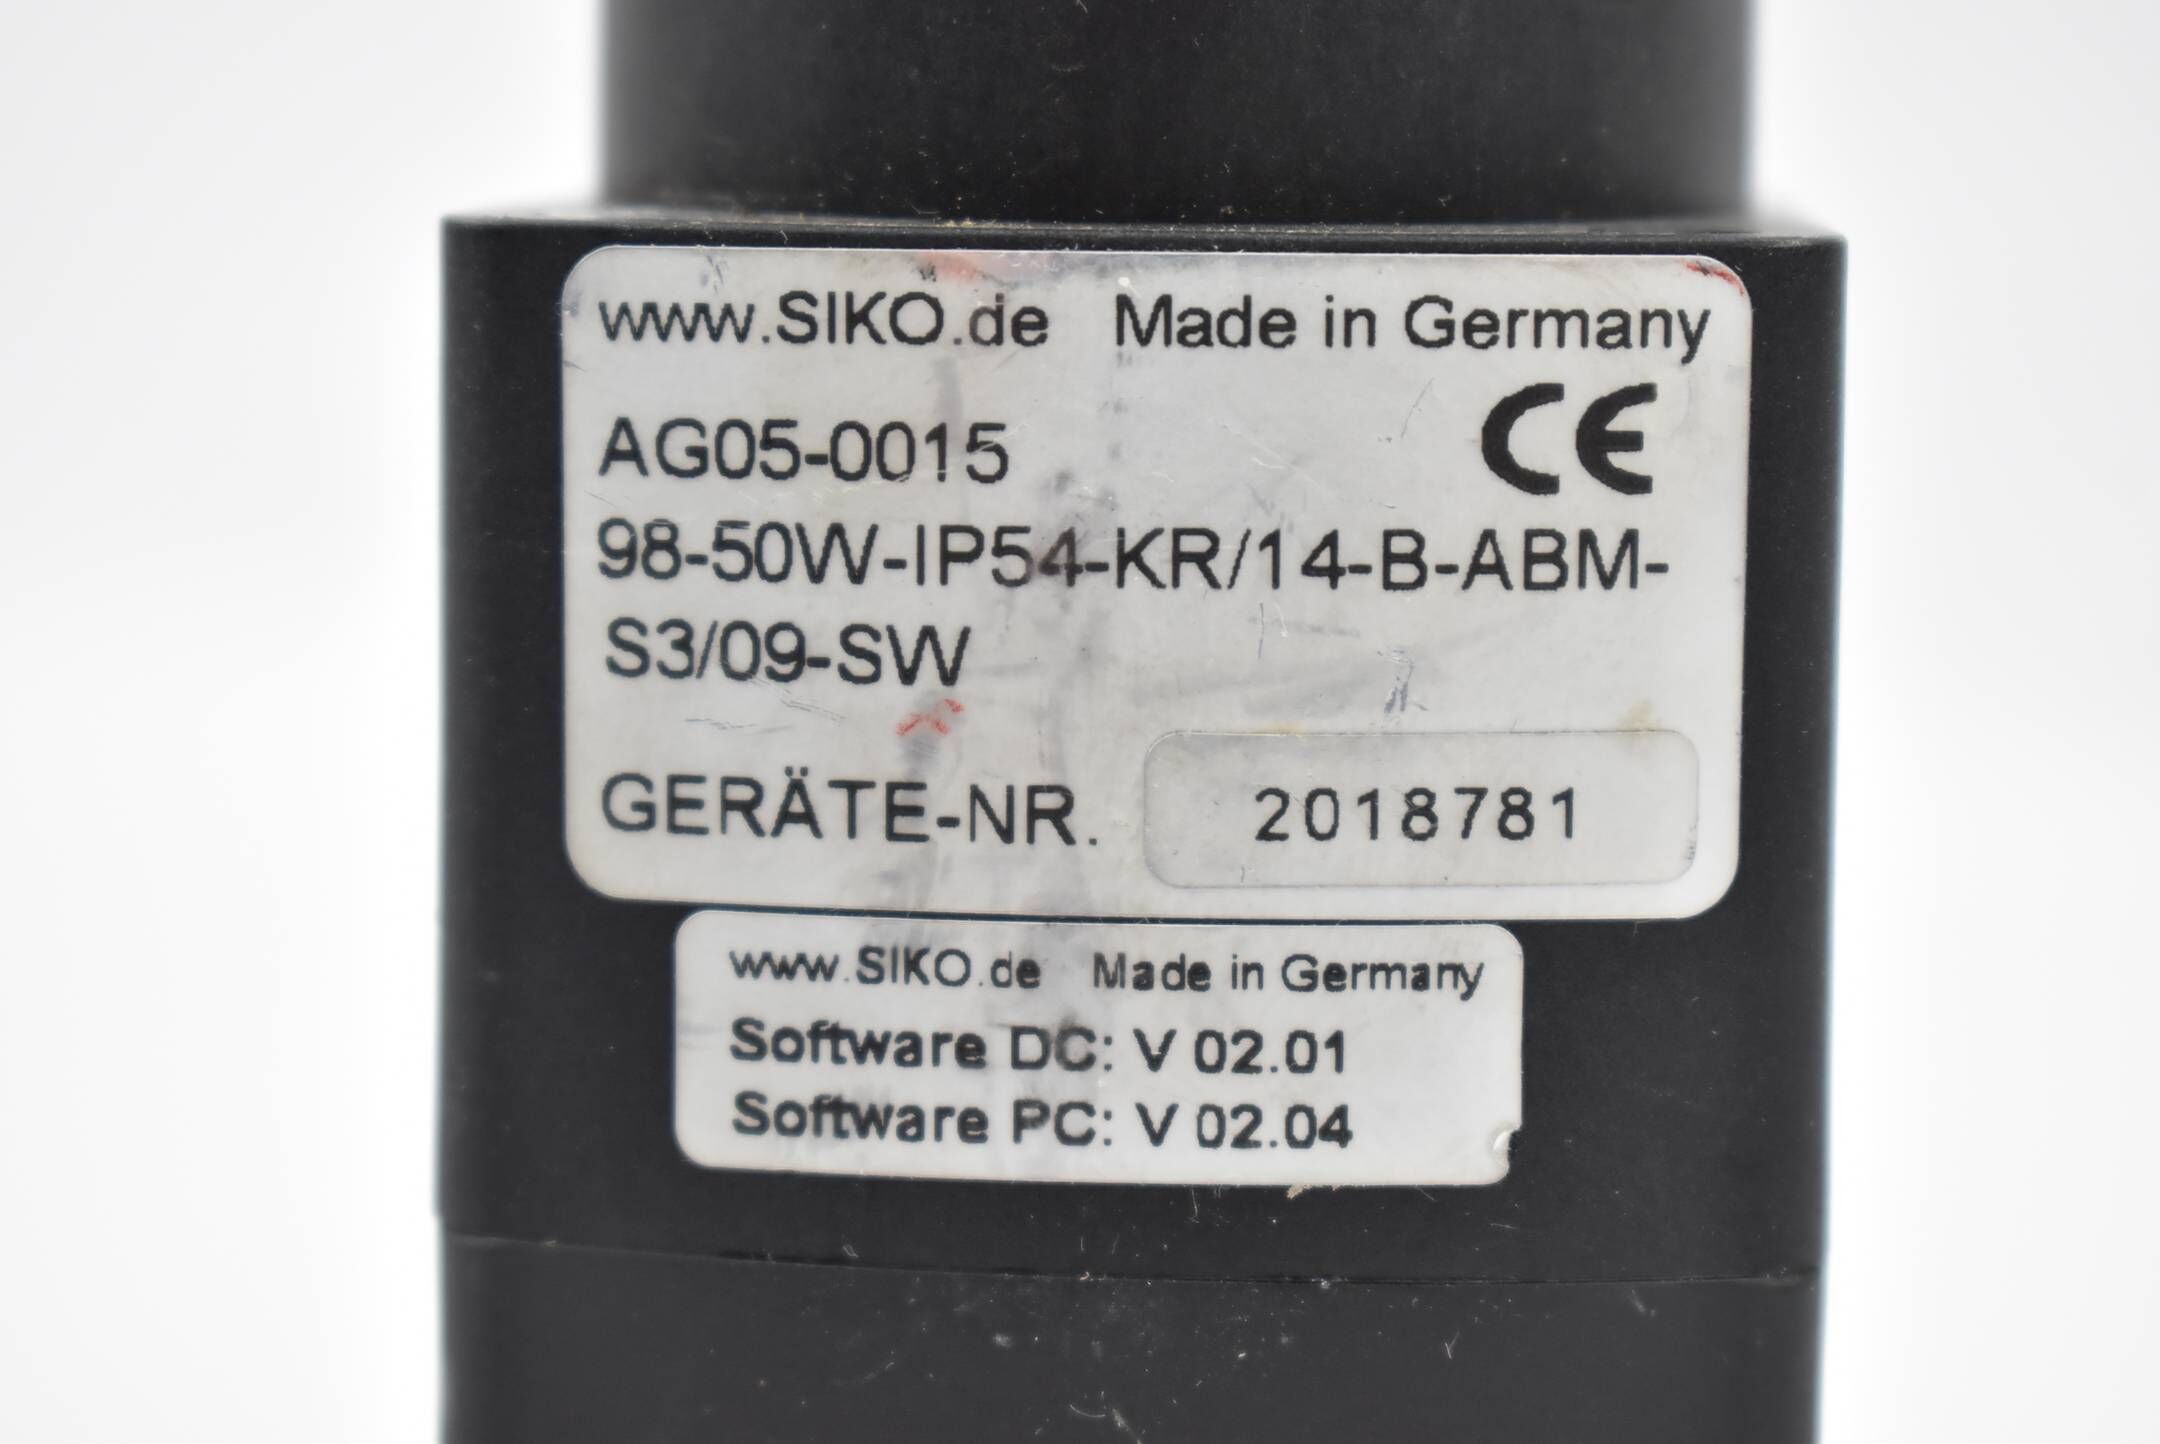 www.SIKO.de Made in Germany
AG05-0015 CE
98-50W-IP54-KR/14-B-ABM-
S3/09-SW
GERÄTE-NR. 2018781
www.SIKO.de Made in Germany
Software DC: V 02.01
Software PC: V 02.04